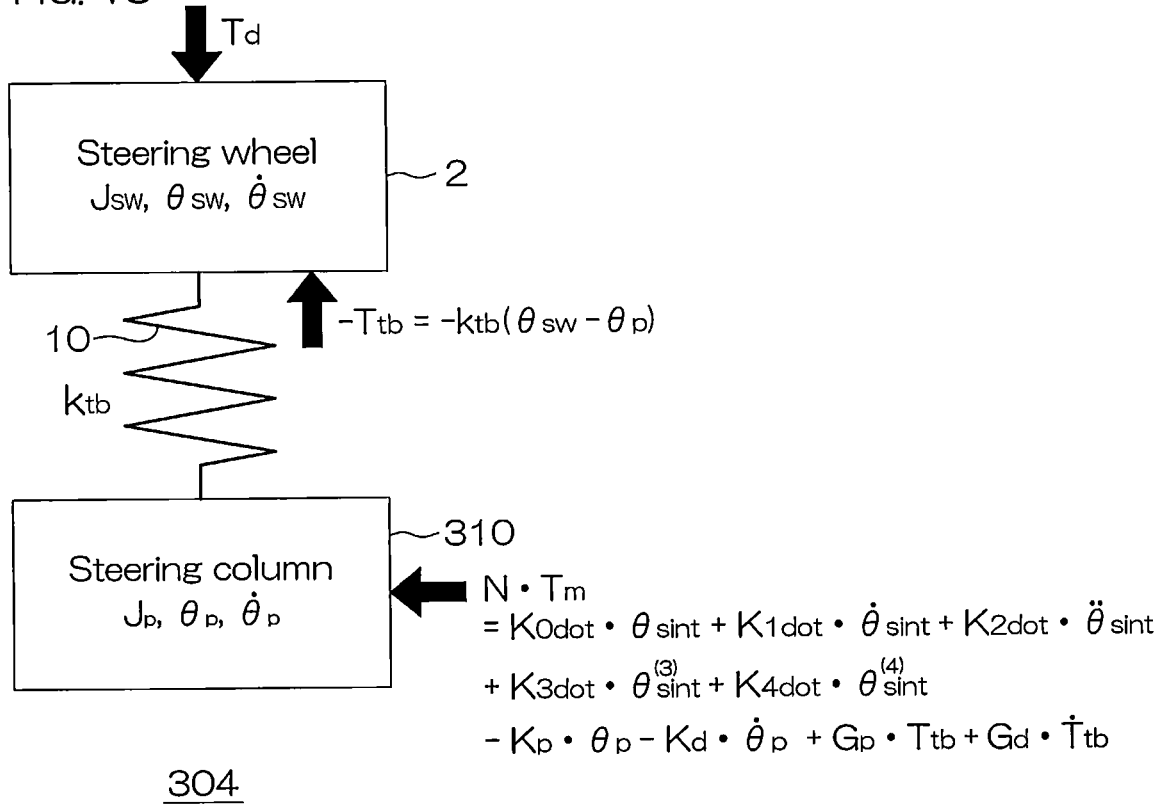 Td
Steering wheel
Jsw, θsw, θ̇sw
2
10
-Ttb = -ktb(θsw - θp)
ktb
310
Steering column
Jp, θp, θ̇p
N・Tm
= K0dot・θsint + K1dot・θ̇sint + K2dot・θ̈sint
+ K3dot・θ(3)sint + K4dot・θ(4)sint
- Kp・θp - Kd・θ̇p + Gp・Ttb + Gd・Ṫtb
304